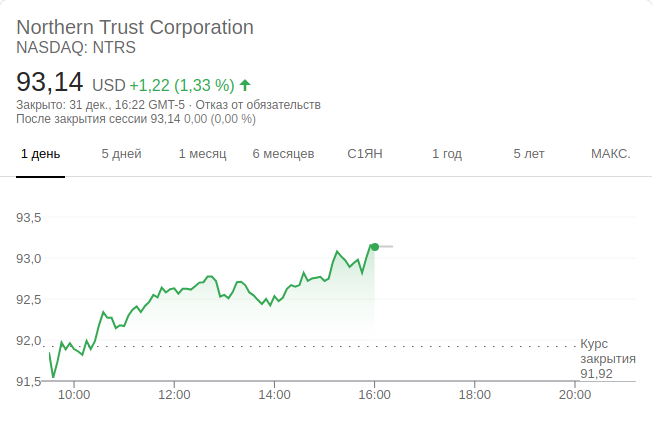 Northern Trust Corporation
NASDAQ: NTRS
93,14 USD +1,22 (1,33 %)
Закрыто: 31 дек., 16:22 GMT-5 · Отказ от обязательств
После закрытия сессии 93,14 0,00 (0,00 %)
1 день 5 дней 1 месяц 6 месяцев С1ЯН 1 год 5 лет МАКС.
93,5
93,0
92,5
92,0
Курс
закрытия
91,92
91,5
10:00 12:00 14:00 16:00 18:00 20:00